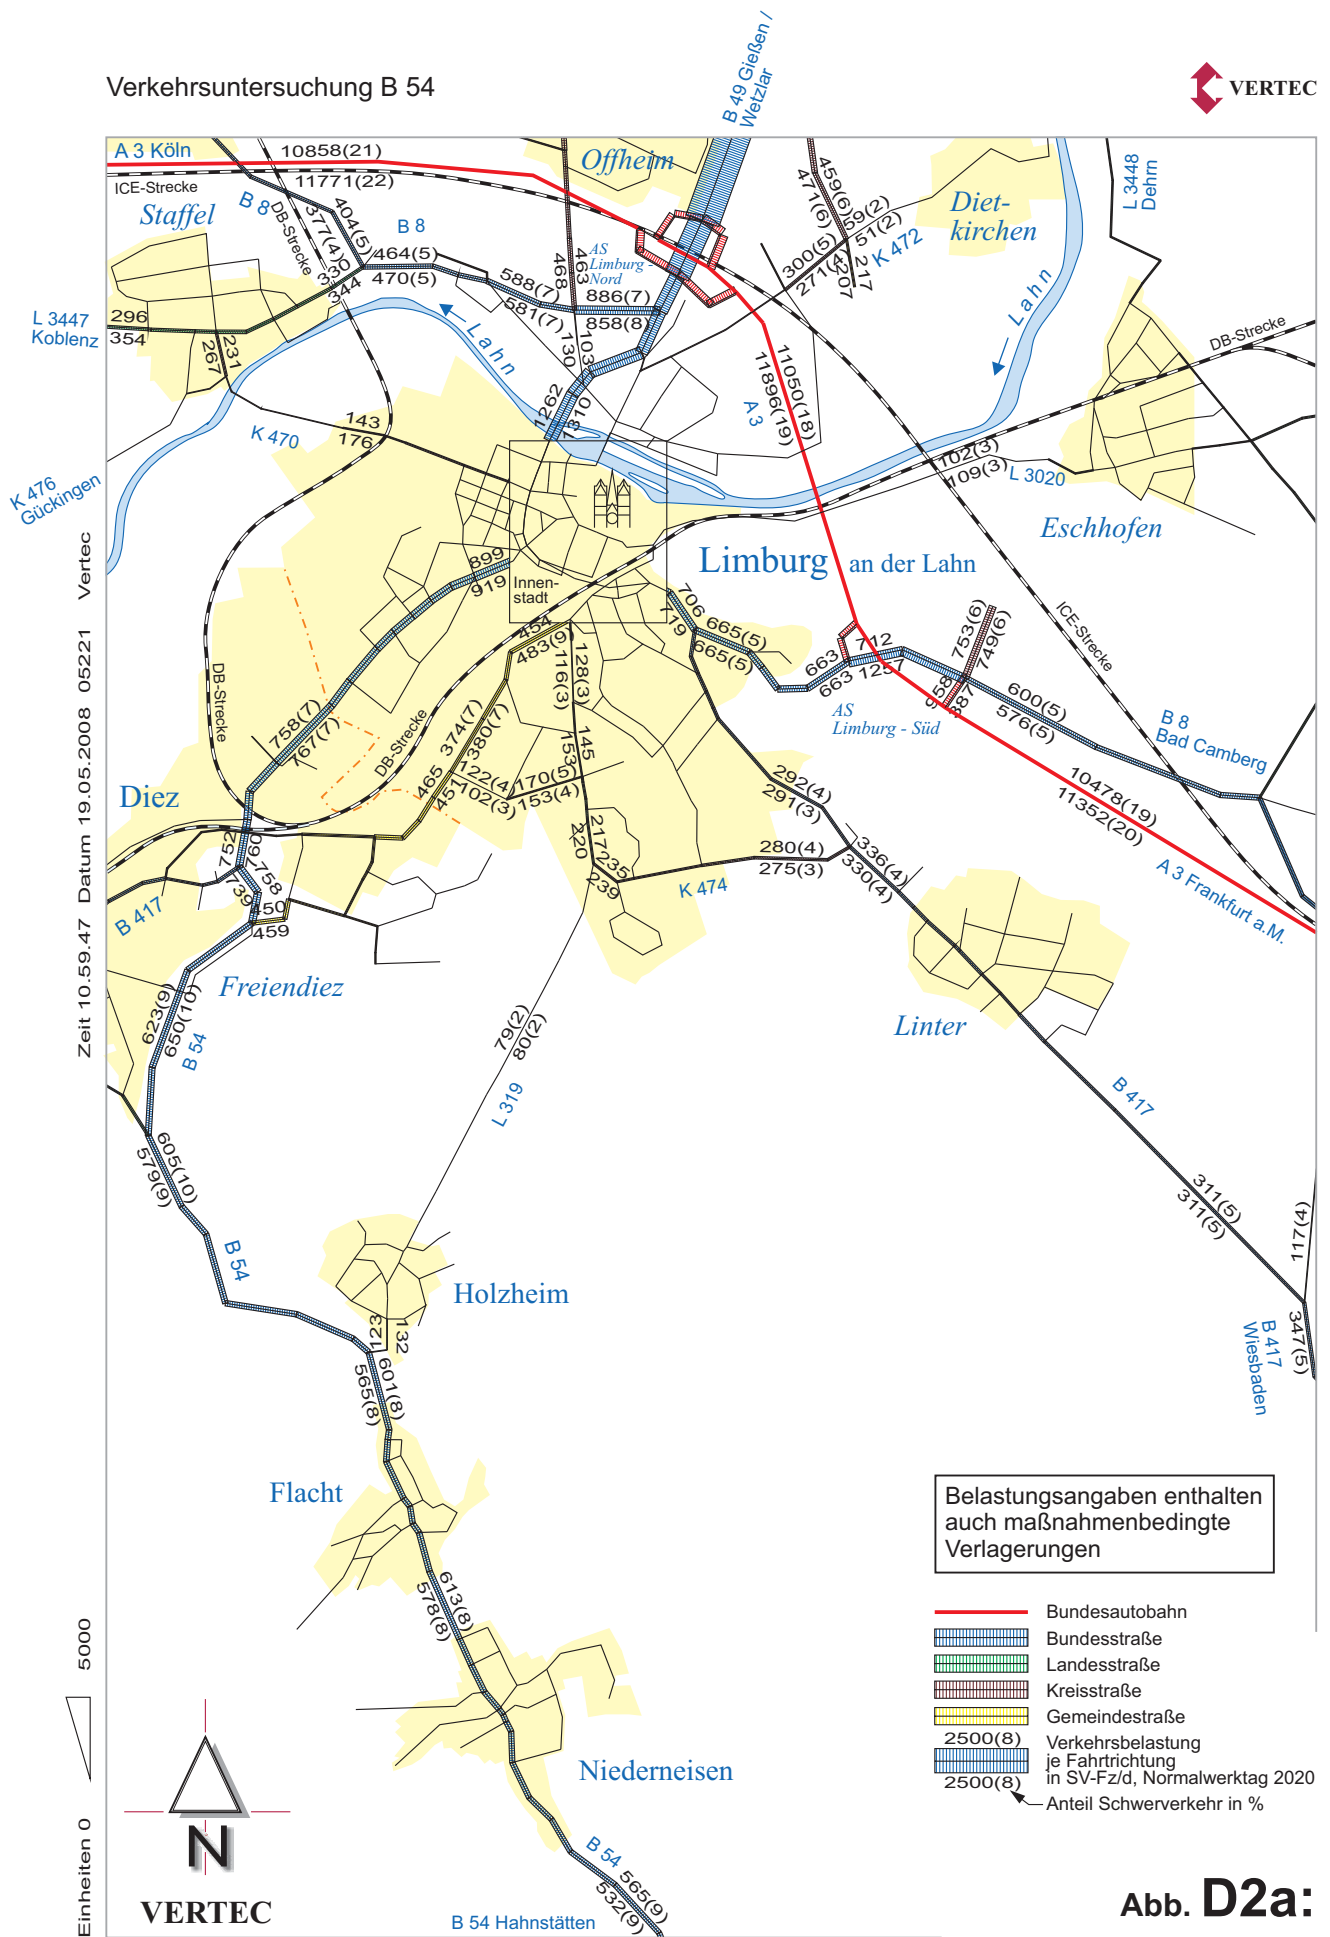 Verkehrsuntersuchung B 54
VERTEC
B 49 Gießen /
Wetzlar
A 3 Köln
10858(21)
11771(22)
ICE-Strecke
Staffel
B 8
DB-Strecke
377(4)
404(5)
B 8
464(5)
470(5)
330
344
Offheim
AS
Limburg -
Nord
468
463
588(7)
581(7)
886(7)
858(8)
130
103
459(6)
471(6)
59(2)
51(2)
300(5)
271(4)
K 472
207
217
Diet-
kirchen
L 3448
Dehrn
Lahn
Lahn
DB-Strecke
L 3447
Koblenz
296
354
267
231
143
176
K 470
K 476
Gückingen
1262
1310
11050(18)
11896(19)
A 3
102(3)
109(3)
L 3020
Eschhofen
Limburg an der Lahn
Innen-
stadt
899
919
454
483(9)
706
719
665(5)
665(5)
663
663
712
1257
753(6)
749(6)
958
387
AS
Limburg - Süd
600(5)
576(5)
ICE-Strecke
B 8
Bad Camberg
10478(19)
11352(20)
A 3 Frankfurt a.M.
DB-Strecke
DB-Strecke
116(3)
128(3)
153
145
374(7)
380(7)
758(7)
767(7)
465
451
122(4)
102(3)
170(5)
153(4)
292(4)
291(3)
Diez
752
760
758
739
450
459
B 417
Freiendiez
220
217
235
239
280(4)
275(3)
K 474
336(4)
330(4)
Linter
623(9)
650(10)
B 54
79(2)
80(2)
L 319
B 417
605(10)
579(9)
B 54
311(5)
311(5)
117(4)
347(5)
B 417
Wiesbaden
Holzheim
123
132
601(8)
565(8)
Flacht
613(8)
578(8)
Niederneisen
B 54
565(9)
532(9)
B 54 Hahnstätten
Zeit 10.59.47 Datum 19.05.2008 05221 Vertec
Einheiten 0 5000
N
VERTEC
Belastungsangaben enthalten
auch maßnahmenbedingte
Verlagerungen
Bundesautobahn
Bundesstraße
Landesstraße
Kreisstraße
Gemeindestraße
2500(8)
2500(8)
Verkehrsbelastung
je Fahrtrichtung
in SV-Fz/d, Normalwerktag 2020
Anteil Schwerverkehr in %
Abb. D2a: